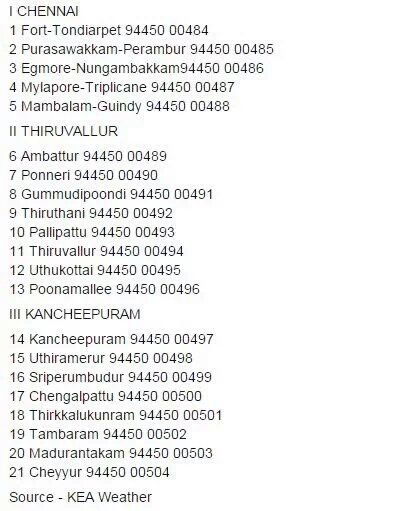 I CHENNAI
1 Fort-Tondiarpet 94450 00484
2 Purasawakkam-Perambur 94450 00485
3 Egmore-Nungambakkam94450 00486
4 Mylapore-Triplicane 94450 00487
5 Mambalam-Guindy 94450 00488
II THIRUVALLUR
6 Ambattur 94450 00489
7 Ponneri 94450 00490
8 Gummudipoondi 94450 00491
9 Thiruthani 94450 00492
10 Pallipattu 94450 00493
11 Thiruvallur 94450 00494
12 Uthukottai 94450 00495
13 Poonamallee 94450 00496
III KANCHEEPURAM
14 Kancheepuram 94450 00497
15 Uthiramerur 94450 00498
16 Sriperumbudur 94450 00499
17 Chengalpattu 94450 00500
18 Thirkkalukunram 94450 00501
19 Tambaram 94450 00502
20 Madurantakam 94450 00503
21 Cheyyur 94450 00504
Source - KEA Weather